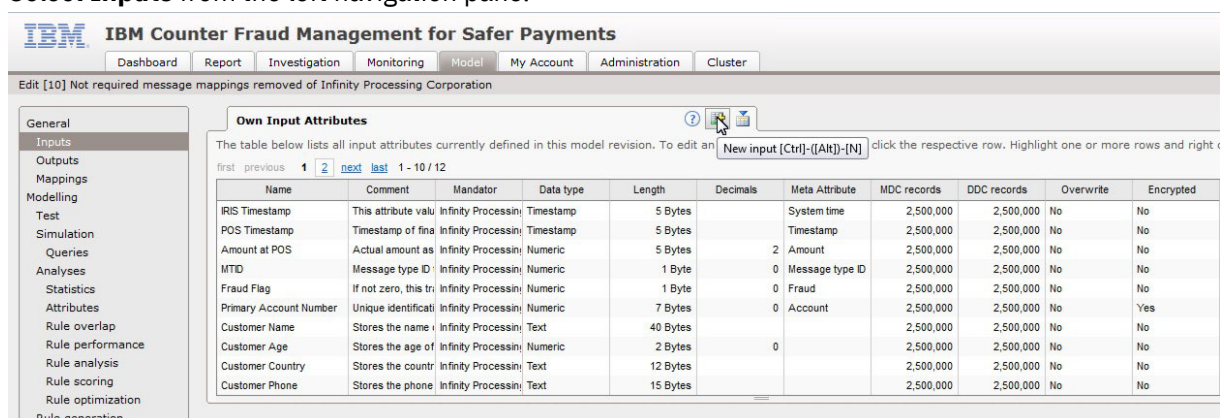 Select Inputs from the left navigation pane.
IBM IBM Counter Fraud Management for Safer Payments
Dashboard Report Investigation Monitoring Model My Account Administration Cluster
Edit [10] Not required message mappings removed of Infinity Processing Corporation
General
Inputs
Outputs
Mappings
Modelling
Test
Simulation
Queries
Analyses
Statistics
Attributes
Rule overlap
Rule performance
Rule analysis
Rule scoring
Rule optimization
Rule generation
Own Input Attributes ?
The table below lists all input attributes currently defined in this model revision. To edit an click the respective row. Highlight one or more rows and right c
New input [Ctrl]-([Alt])-[N]
first previous 1 2 next last 1 - 10 / 12
Name Comment Mandator Data type Length Decimals Meta Attribute MDC records DDC records Overwrite Encrypted
IRIS Timestamp This attribute valu Infinity Processin Timestamp 5 Bytes System time 2,500,000 2,500,000 No No
POS Timestamp Timestamp of fina Infinity Processin Timestamp 5 Bytes Timestamp 2,500,000 2,500,000 No No
Amount at POS Actual amount as Infinity Processin Numeric 5 Bytes 2 Amount 2,500,000 2,500,000 No No
MTID Message type ID Infinity Processin Numeric 1 Byte 0 Message type ID 2,500,000 2,500,000 No No
Fraud Flag If not zero, this tr Infinity Processin Numeric 1 Byte 0 Fraud 2,500,000 2,500,000 No No
Primary Account Number Unique identificati Infinity Processin Numeric 7 Bytes 0 Account 2,500,000 2,500,000 No Yes
Customer Name Stores the name Infinity Processin Text 40 Bytes 2,500,000 2,500,000 No No
Customer Age Stores the age of Infinity Processin Numeric 2 Bytes 0 2,500,000 2,500,000 No No
Customer Country Stores the countr Infinity Processin Text 12 Bytes 2,500,000 2,500,000 No No
Customer Phone Stores the phone Infinity Processin Text 15 Bytes 2,500,000 2,500,000 No No